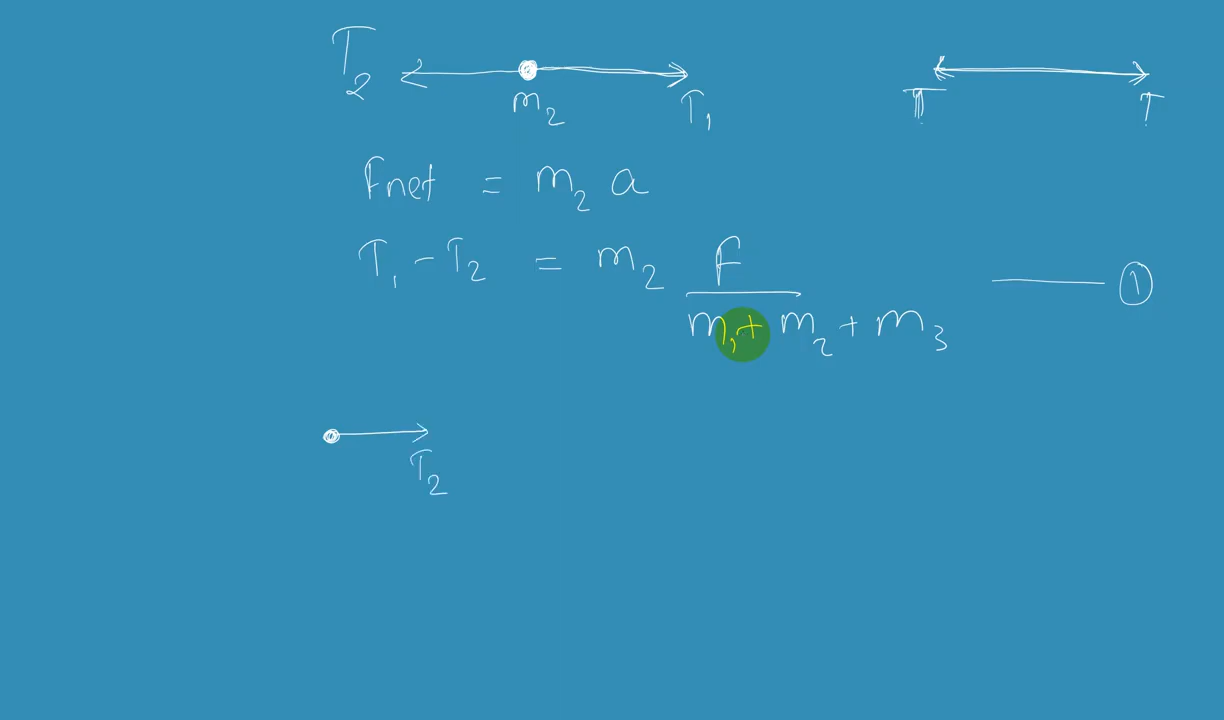 T₂ m₂ T₁ T T
Fnet = m₂ a
T₁ - T₂ = m₂ F / (m₁ + m₂ + m₃) ——— ①
T₂